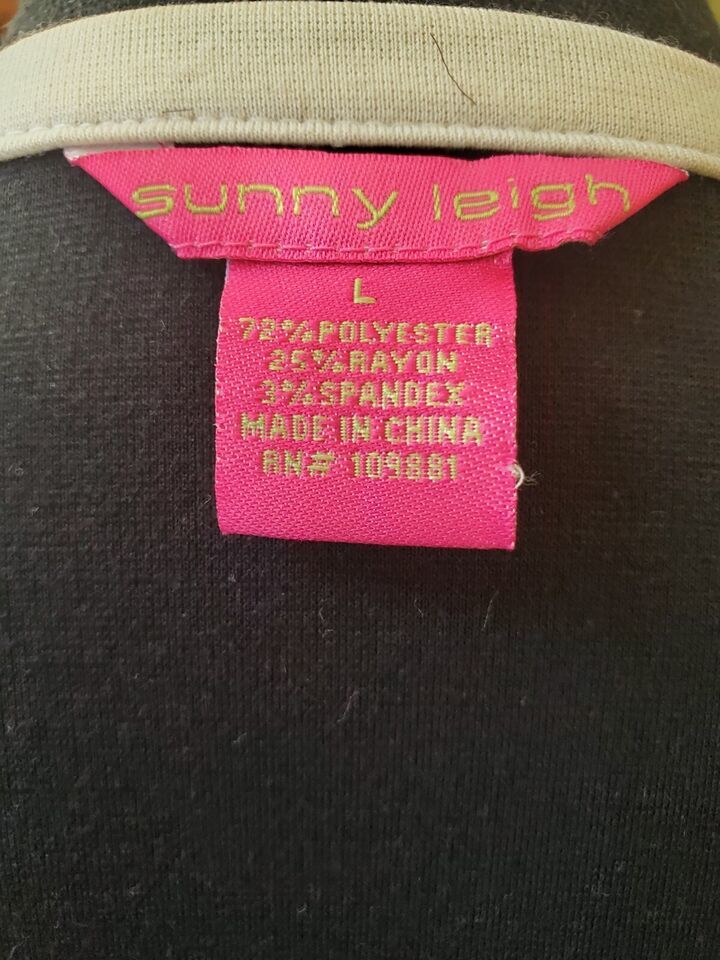 sunny leigh
L
72% POLYESTER
25% RAYON
3% SPANDEX
MADE IN CHINA
RN# 109881